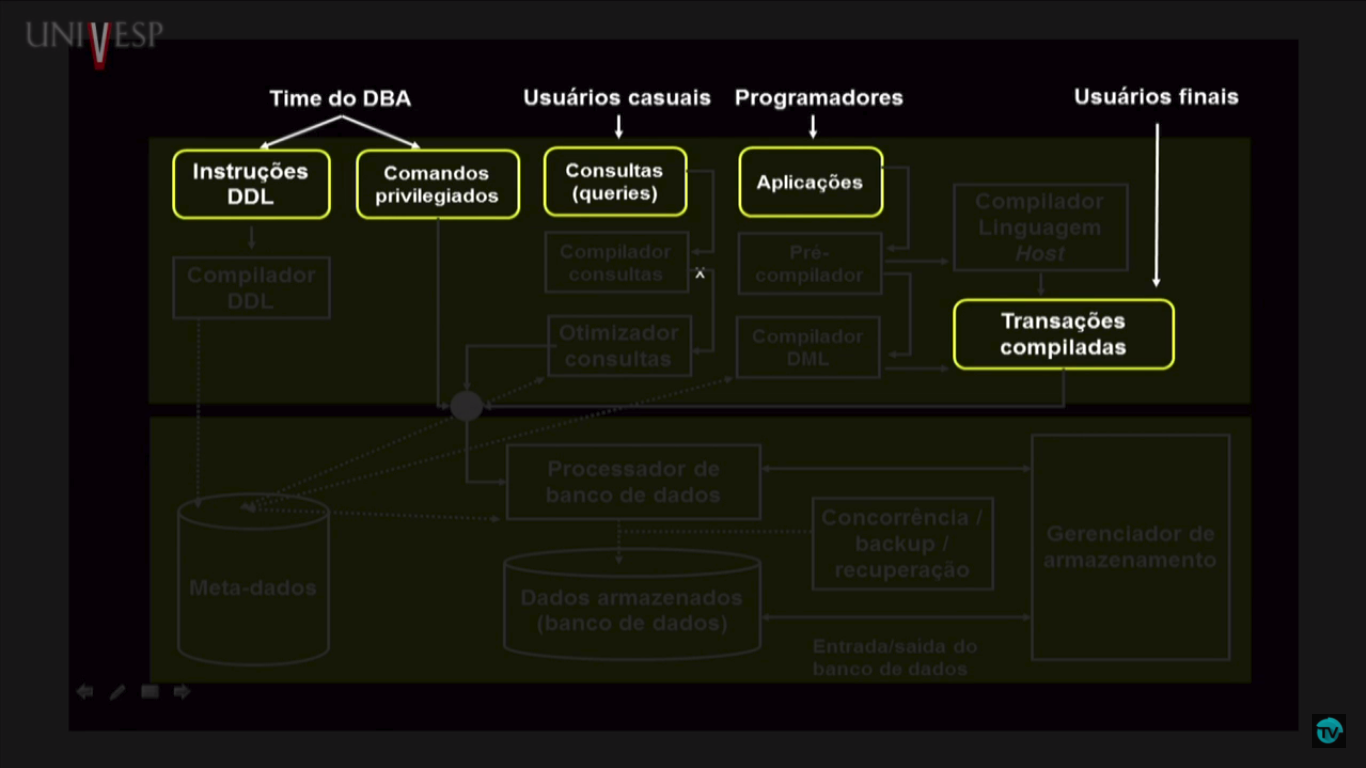 UNIVESP
Time do DBA
Usuários casuais
Programadores
Usuários finais
Instruções
DDL
Comandos
privilegiados
Consultas
(queries)
Aplicações
Compilador
Linguagem
Host
Compilador
DDL
Compilador
consultas
Pré-
compilador
Otimizador
consultas
Compilador
DML
Transações
compiladas
Processador de
banco de dados
Concorrência /
backup /
recuperação
Gerenciador de
armazenamento
Meta-dados
Dados armazenados
(banco de dados)
Entrada/saída do
banco de dados
TV